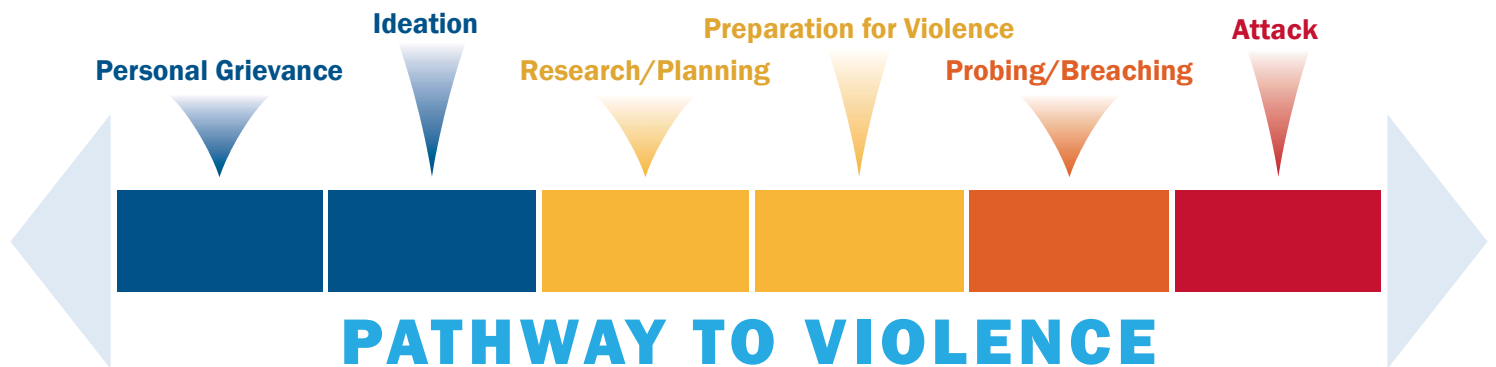 Personal Grievance
Ideation
Research/Planning
Preparation for Violence
Probing/Breaching
Attack
PATHWAY TO VIOLENCE